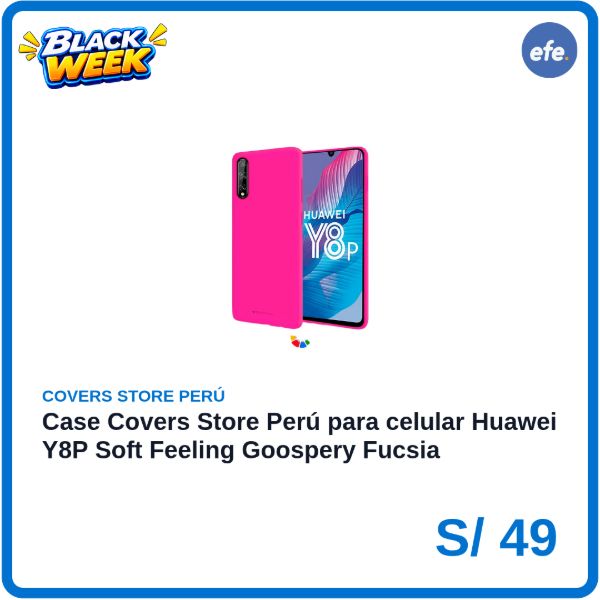 BLACK
WEEK
efe.
HUAWEI
Y8P
COVERS STORE PERÚ
Case Covers Store Perú para celular Huawei
Y8P Soft Feeling Goospery Fucsia
S/ 49